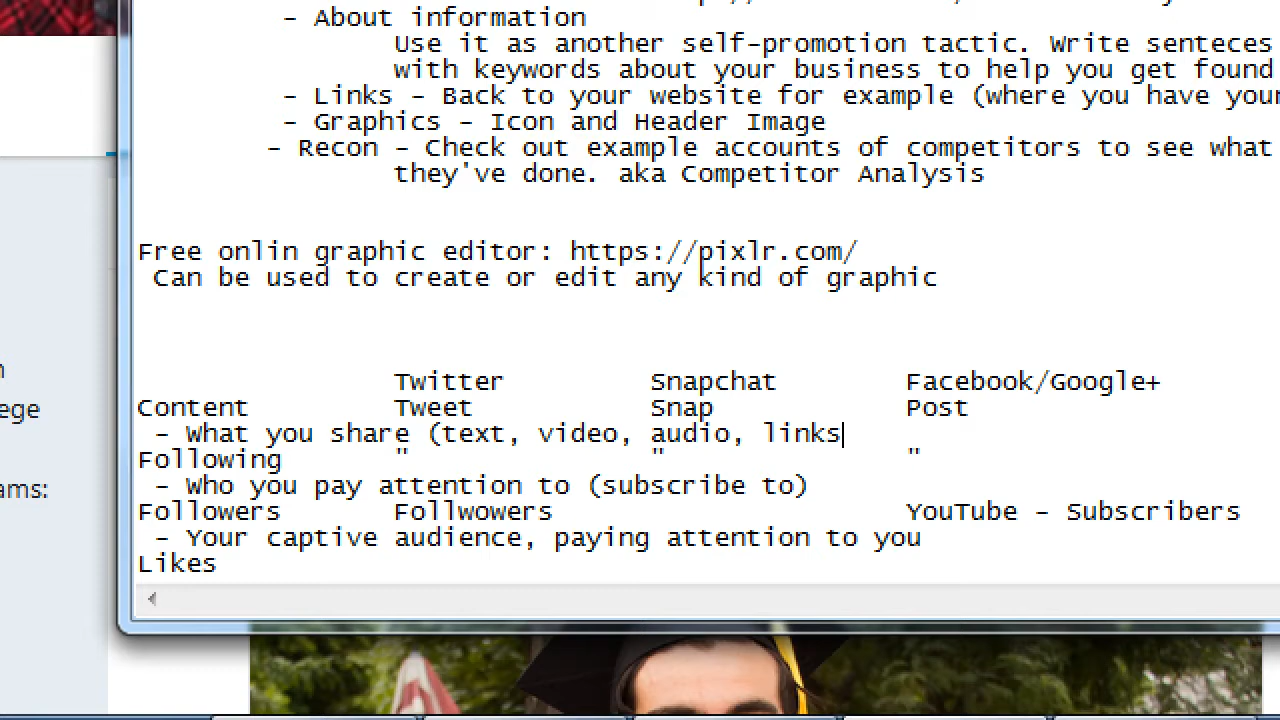 - About information
Use it as another self-promotion tactic. Write senteces
with keywords about your business to help you get found
- Links - Back to your website for example (where you have your
- Graphics - Icon and Header Image
- Recon - Check out example accounts of competitors to see what
they've done. aka Competitor Analysis
Free onlin graphic editor: https://pixlr.com/
Can be used to create or edit any kind of graphic
Twitter Snapchat Facebook/Google+
Content Tweet Snap Post
- What you share (text, video, audio, links
Following " " "
- Who you pay attention to (subscribe to)
Followers Follwowers YouTube - Subscribers
- Your captive audience, paying attention to you
Likes